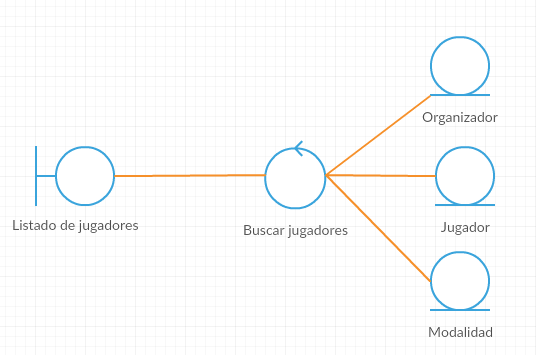 Organizador
Listado de jugadores
Buscar jugadores
Jugador
Modalidad